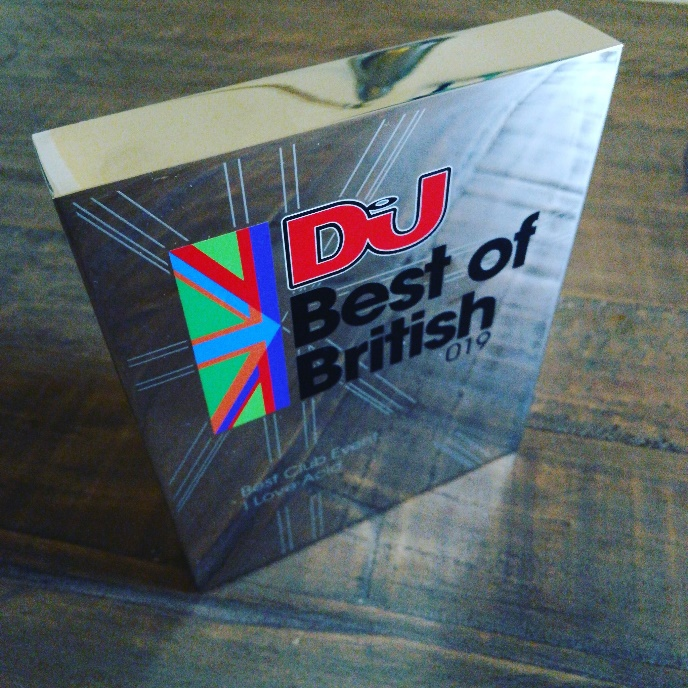 DJ
Best of
British
019
Best Club Event
I Love Acid